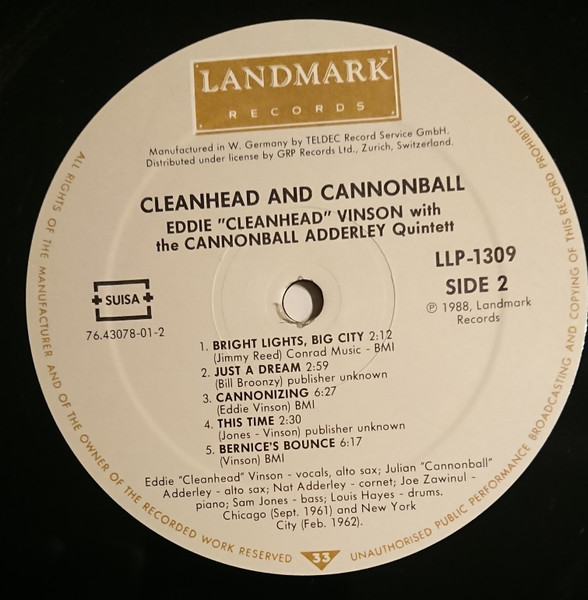 LANDMARK
RECORDS
Manufactured in W. Germany by TELDEC Record Service GmbH.
Distributed under license by GRP Records Ltd., Zurich, Switzerland.
CLEANHEAD AND CANNONBALL
EDDIE "CLEANHEAD" VINSON with
the CANNONBALL ADDERLEY Quintett
LLP-1309
SIDE 2
℗ 1988, Landmark
Records
SUISA
76.43078-01-2
1. BRIGHT LIGHTS, BIG CITY 2:12
(Jimmy Reed) Conrad Music - BMI
2. JUST A DREAM 2:59
(Bill Broonzy) publisher unknown
3. CANNONIZING 6:27
(Eddie Vinson) BMI
4. THIS TIME 2:30
(Jones - Vinson) publisher unknown
5. BERNICE'S BOUNCE 6:17
(Vinson) BMI
Eddie "Cleanhead" Vinson - vocals, alto sax; Julian "Cannonball"
Adderley - alto sax; Nat Adderley - cornet; Joe Zawinul -
piano; Sam Jones - bass; Louis Hayes - drums.
Chicago (Sept. 1961) and New York
City (Feb. 1962).
ALL RIGHTS OF THE MANUFACTURER AND OF THE OWNER OF THE RECORDED WORK RESERVED
33
UNAUTHORISED PUBLIC PERFORMANCE BROADCASTING AND COPYING OF THIS RECORD PROHIBITED